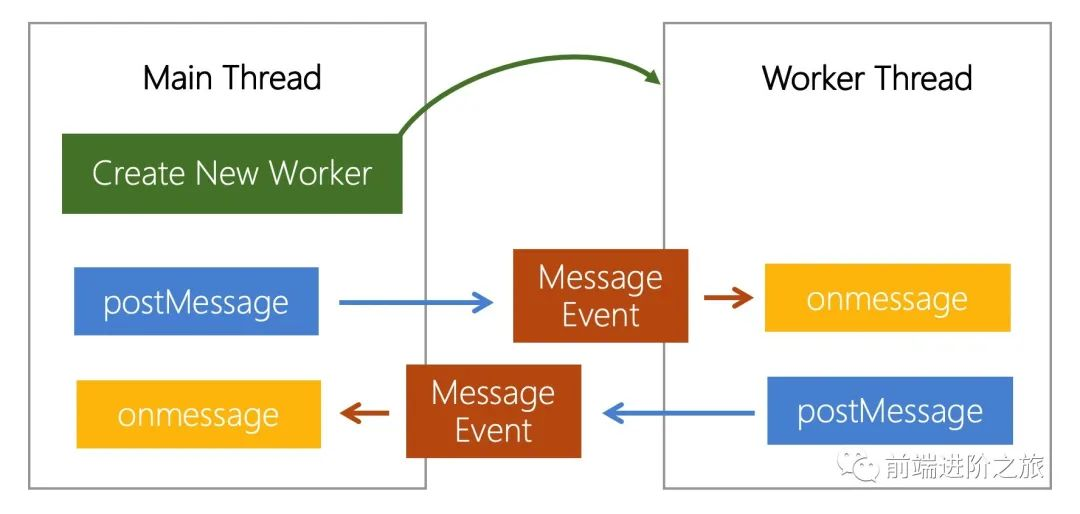 Main Thread
Worker Thread
Create New Worker
postMessage
Message
Event
onmessage
onmessage
Message
Event
postMessage
前端进阶之旅